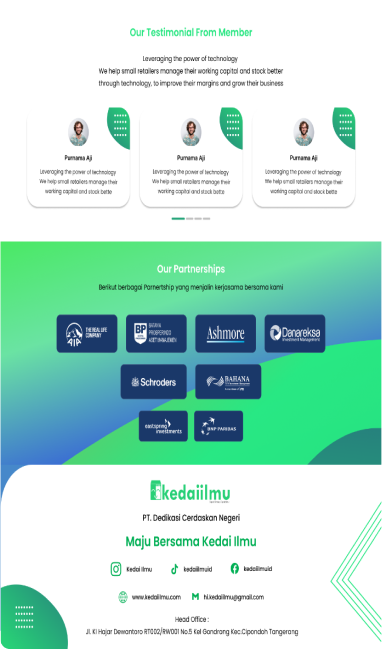 Our Testimonial From Member
Leveraging the power of technology
We help small retailers manage their working capital and stock better
through technology, to improve their margins and grow their business
Purnama Aji
Leveraging the power of technology
We help small retailers manage their
working capital and stock bette
Purnama Aji
Leveraging the power of technology
We help small retailers manage their
working capital and stock bette
Purnama Aji
Leveraging the power of technology
We help small retailers manage their
working capital and stock bette
Our Partnerships
Berikut berbagai Parnertship yang menjalin kerjasama bersama kami
AIA
THE REAL LIFE
COMPANY
BP
BATAVIA
PROSPERINDO
ASET MANAJEMEN
Ashmore
Danareksa
Investment Management
Schroders
BAHANA
eastspring
investments
BNP PARIBAS
kedaiilmu
PT. Dedikasi Cerdaskan Negeri
Maju Bersama Kedai Ilmu
Kedai Ilmu
kedaiilmuid
kedaiilmuid
www.kedaiilmu.com
hi.kedaiilmu@gmail.com
Head Office :
Jl. KI Hajar Dewantoro RT002/RW001 No.5 Kel Gondrong Kec.Cipondoh Tangerang